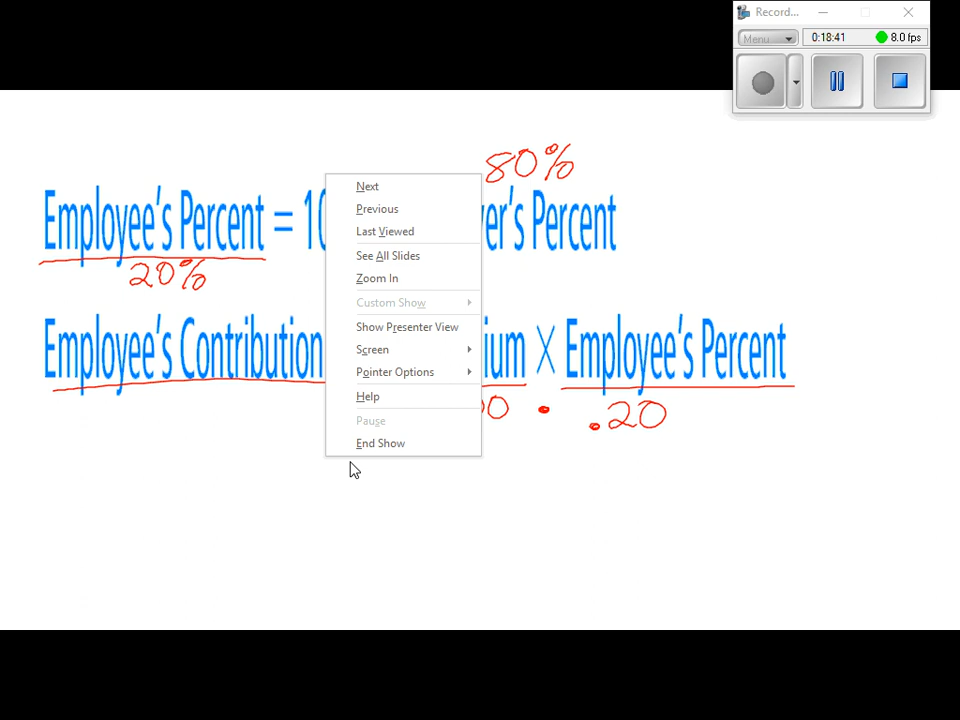 Record...
Menu
0:18:41
8.0 fps
80%
Employee's Percent = 10
er's Percent
20%
Employee's Contribution
ium × Employee's Percent
00 · .20
Next
Previous
Last Viewed
See All Slides
Zoom In
Custom Show
Show Presenter View
Screen
Pointer Options
Help
Pause
End Show